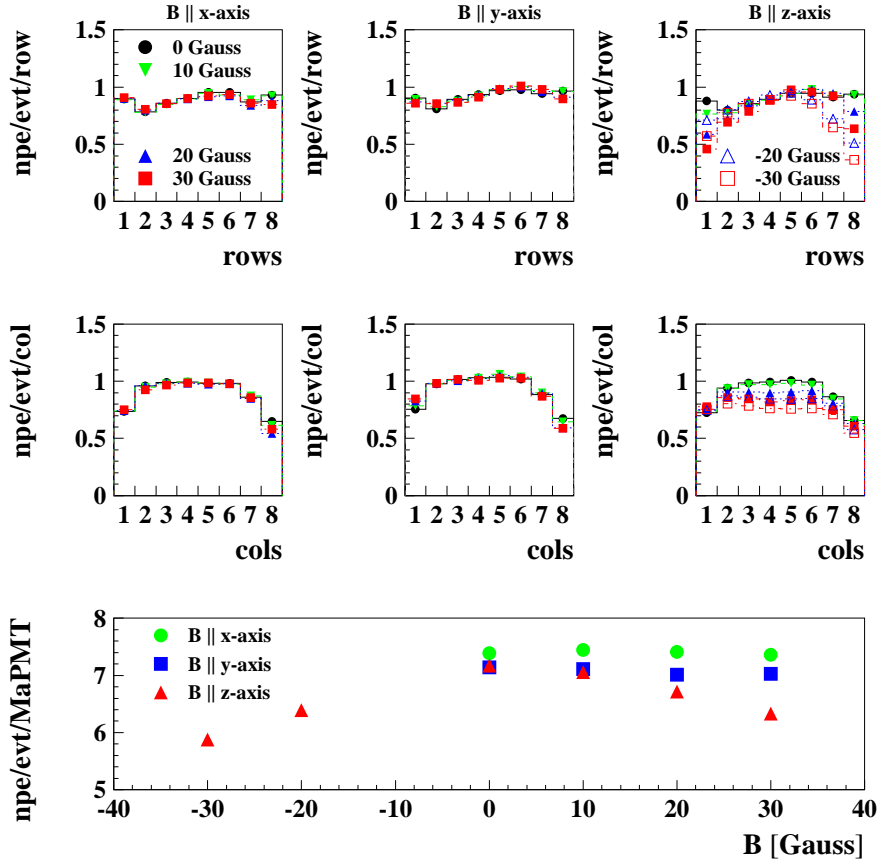 B || x-axis
B || y-axis
B || z-axis
npe/evt/row
1.5
1
0.5
0
0 Gauss
10 Gauss
20 Gauss
30 Gauss
1 2 3 4 5 6 7 8
rows
npe/evt/row
1.5
1
0.5
0
1 2 3 4 5 6 7 8
rows
npe/evt/row
1.5
1
0.5
0
-20 Gauss
-30 Gauss
1 2 3 4 5 6 7 8
rows
npe/evt/col
1.5
1
0.5
0
1 2 3 4 5 6 7 8
cols
npe/evt/col
1.5
1
0.5
0
1 2 3 4 5 6 7 8
cols
npe/evt/col
1.5
1
0.5
0
1 2 3 4 5 6 7 8
cols
npe/evt/MaPMT
8
7
6
5
B || x-axis
B || y-axis
B || z-axis
-40 -30 -20 -10 0 10 20 30 40
B [Gauss]